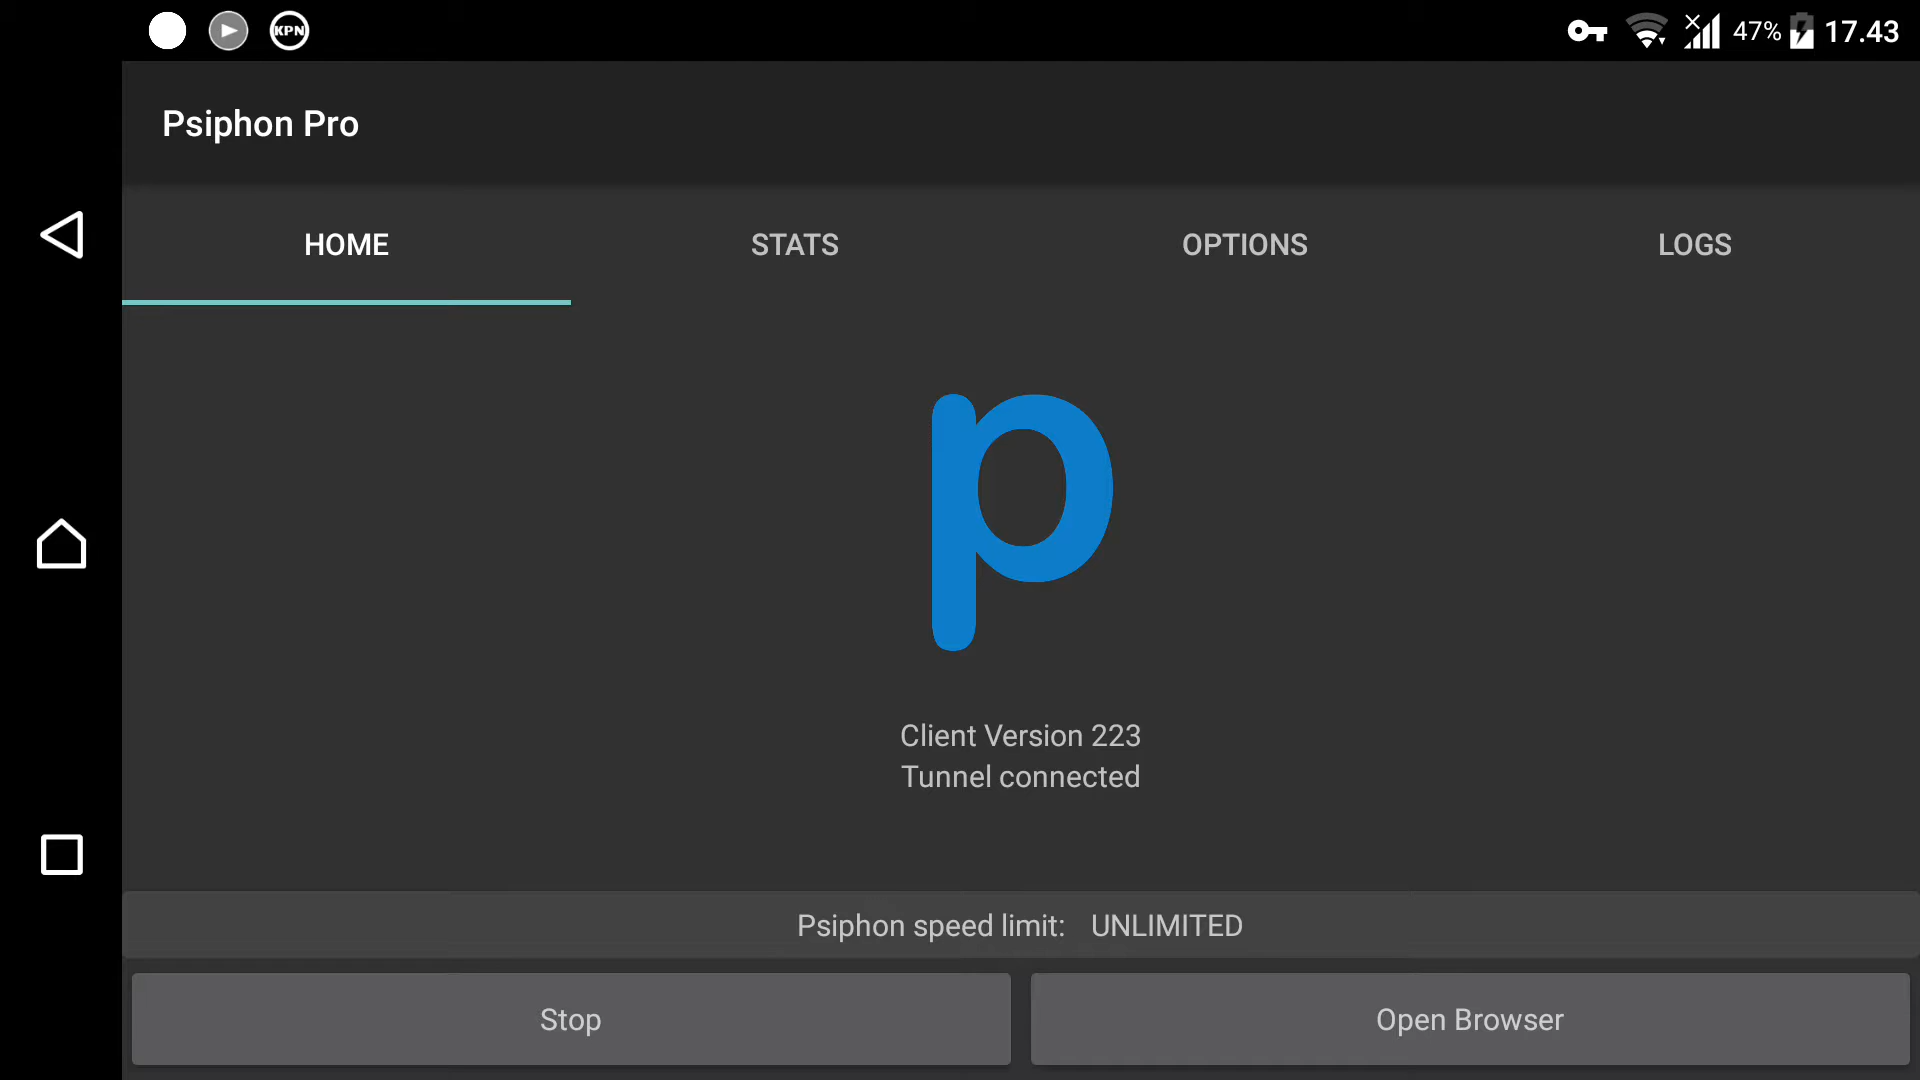 KPN
47%
17.43
Psiphon Pro
HOME
STATS
OPTIONS
LOGS
Client Version 223
Tunnel connected
Psiphon speed limit: UNLIMITED
Stop
Open Browser